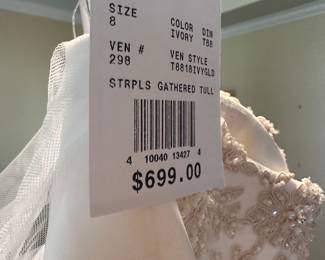 SIZE COLOR DIM
8 IVORY T88
VEN # VEN STYLE
298 T8818IVYGLD
STRPLS GATHERED TULL
4 10040 13427 4
$699.00